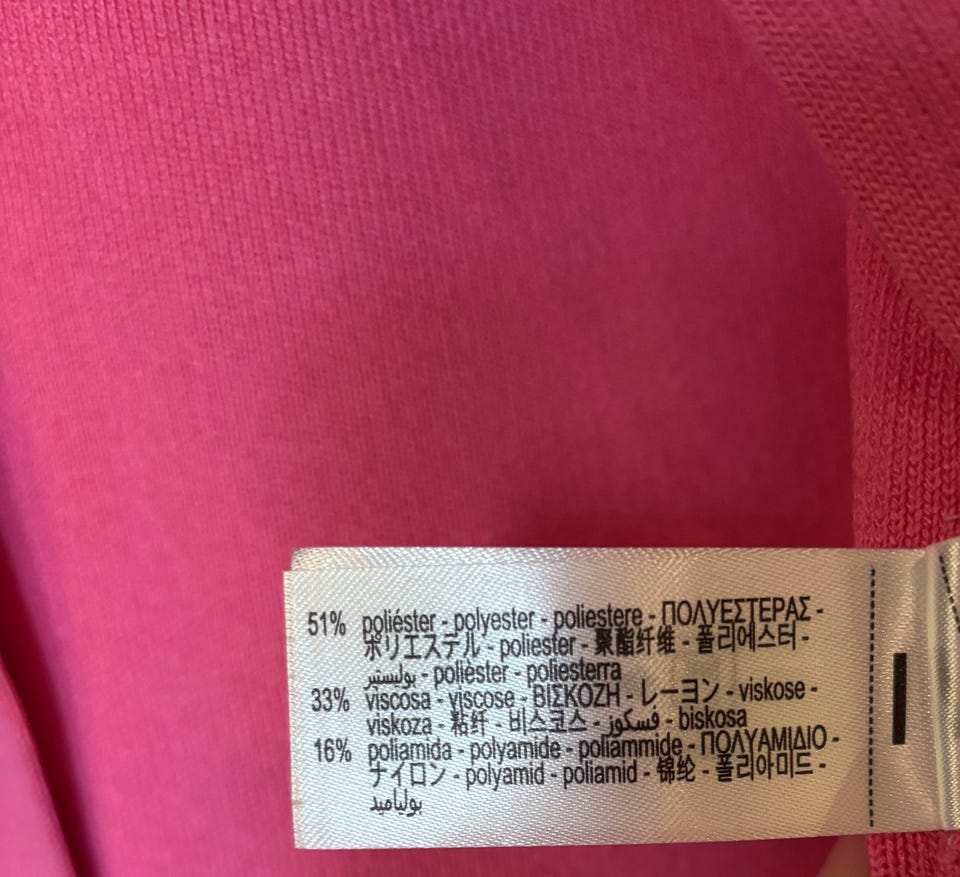 51% poliéster - polyester - poliestere - ΠΟΛΥΕΣΤΕΡΑΣ -
ポリエステル - poliester - 聚酯纤维 - 폴리에스터 -
بوليستير - polièster - poliesterra
33% viscosa - viscose - ΒΙΣΚΟΖΗ - レーヨン - viskose -
viskoza - 粘纤 - 비스코스 - فسكوز - biskosa
16% poliamida - polyamide - poliammide - ΠΟΛΥΑΜΙΔΙΟ -
ナイロン - polyamid - poliamid - 锦纶 - 폴리아미드 -
بولياميد